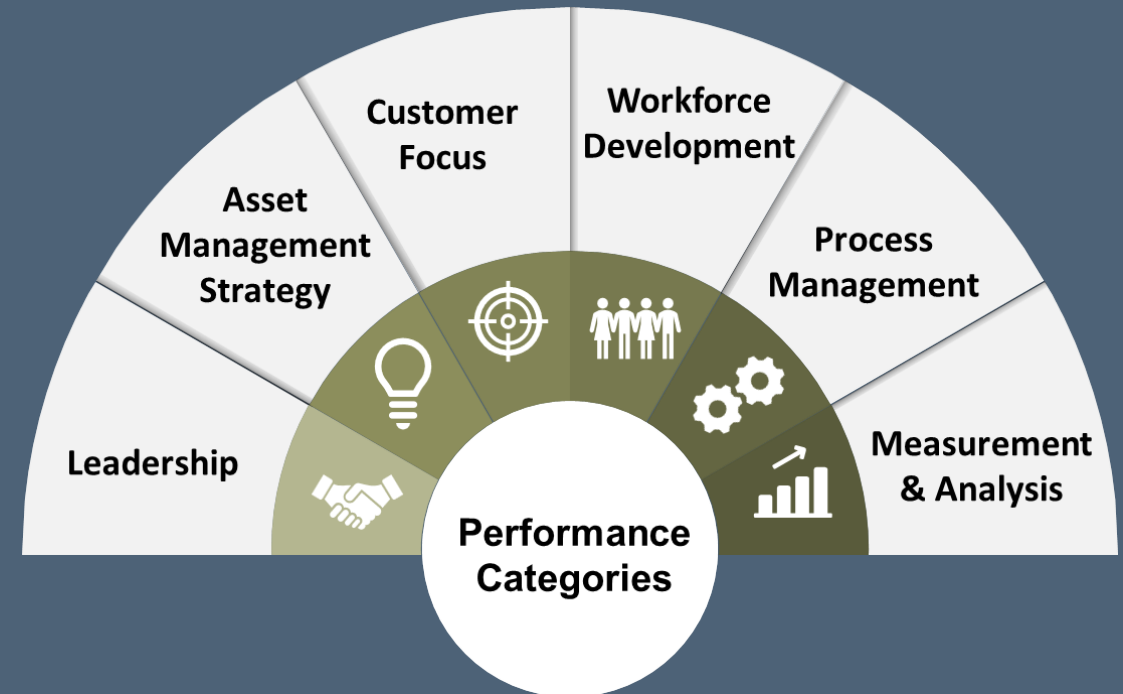 Leadership
Asset
Management
Strategy
Customer
Focus
Workforce
Development
Process
Management
Measurement
& Analysis
Performance
Categories